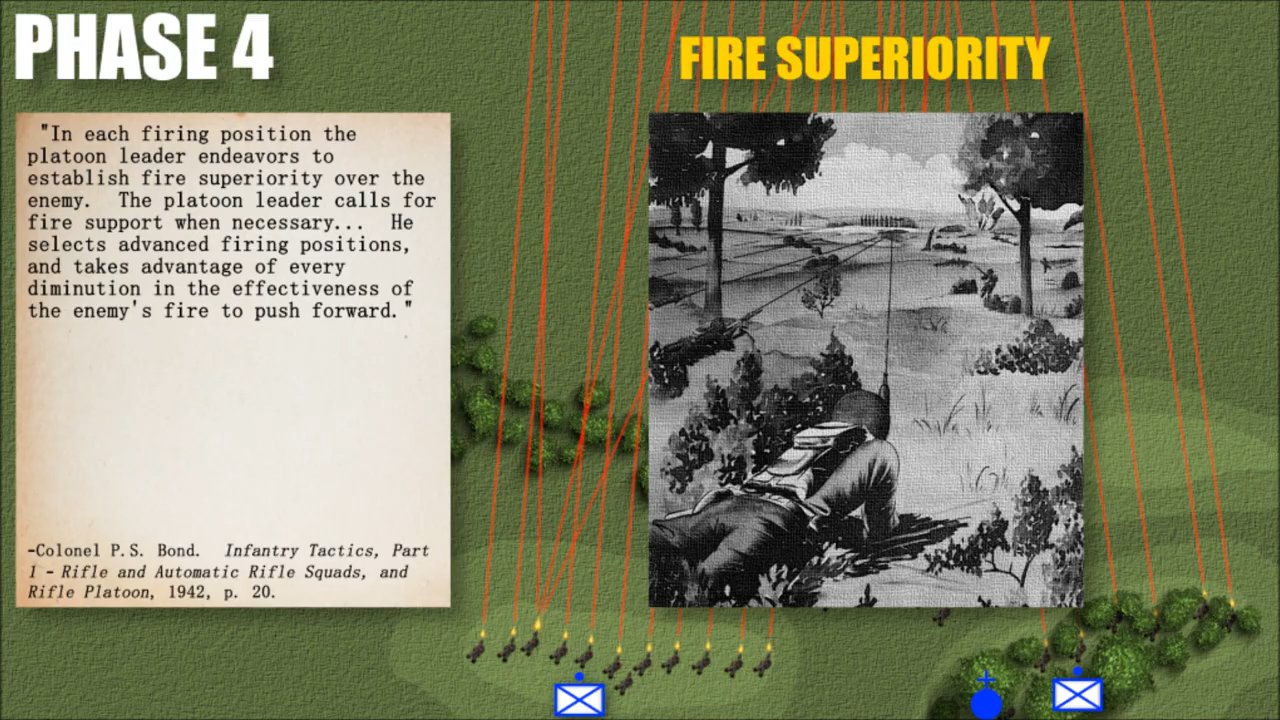 PHASE 4
FIRE SUPERIORITY
"In each firing position the
platoon leader endeavors to
establish fire superiority over the
enemy.  The platoon leader calls for
fire support when necessary...  He
selects advanced firing positions,
and takes advantage of every
diminution in the effectiveness of
the enemy's fire to push forward."
-Colonel P.S. Bond.  Infantry Tactics, Part
1 - Rifle and Automatic Rifle Squads, and
Rifle Platoon, 1942, p. 20.